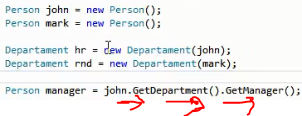 Person john = new Person();
Person mark = new Person();
Departament hr = new Departament(john);
Departament rnd = new Departament(mark);
Person manager = john.GetDepartment().GetManager();